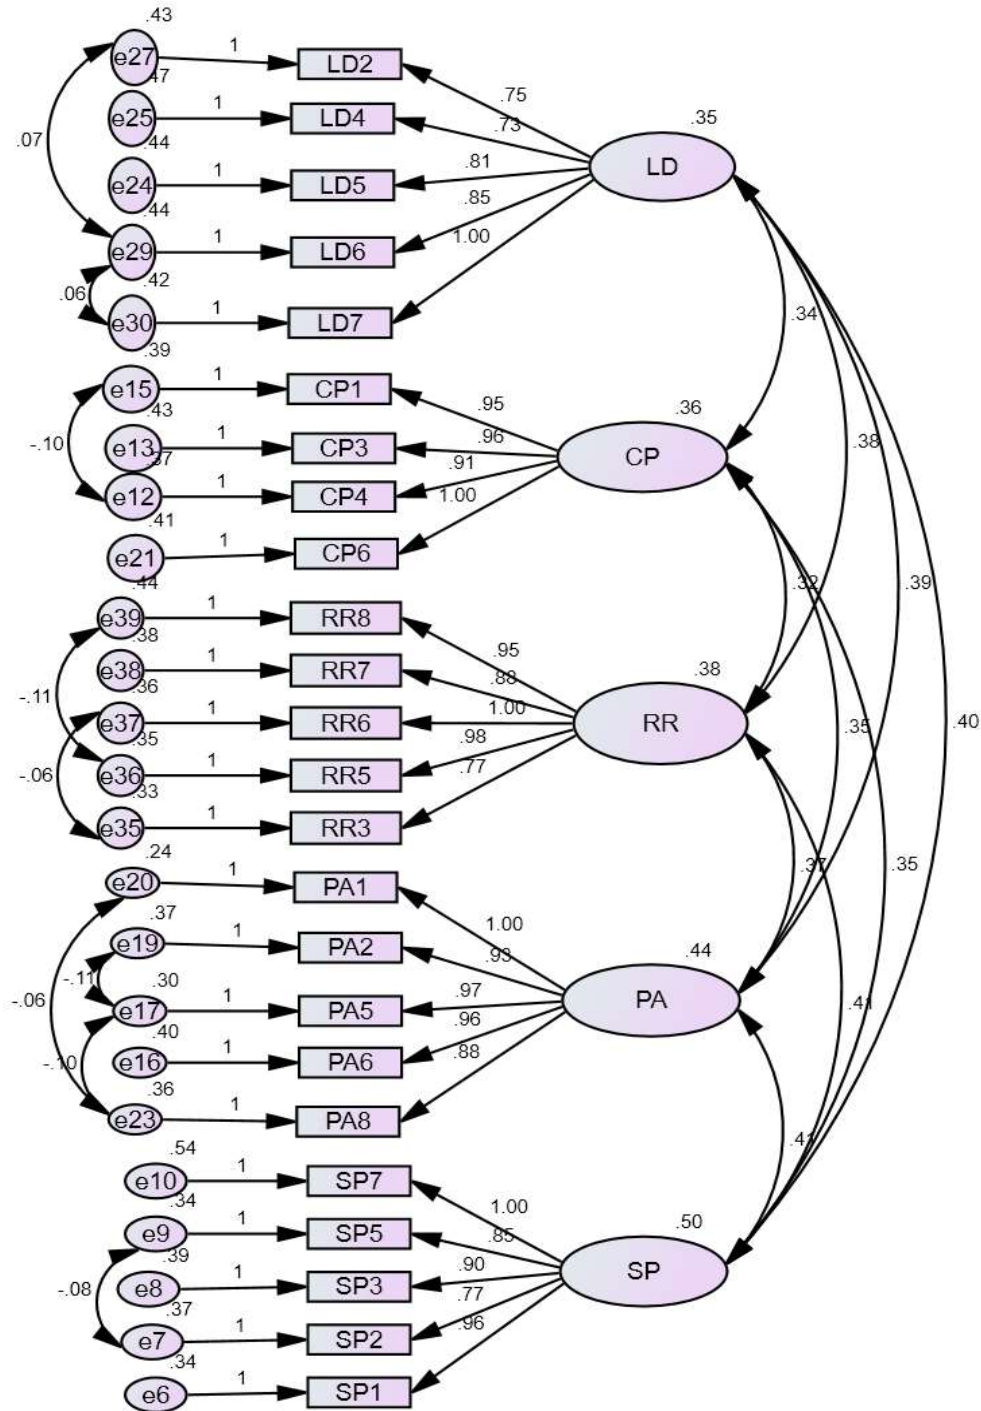 .43
e27 1 LD2
.47
e25 1 LD4
.44
e24 1 LD5
.44
e29 1 LD6
.42
e30 1 LD7
.07
.06
.75
.73
.81
.85
1.00
.35
LD
.39
e15 1 CP1
.43
e13 1 CP3
.37
e12 1 CP4
.41
e21 1 CP6
-.10
.95
.96
.91
1.00
.36
CP
.44
e39 1 RR8
.38
e38 1 RR7
.36
e37 1 RR6
.35
e36 1 RR5
.33
e35 1 RR3
-.11
-.06
.95
.88
1.00
.98
.77
.38
RR
.24
e20 1 PA1
.37
e19 1 PA2
.30
e17 1 PA5
.40
e16 1 PA6
.36
e23 1 PA8
-.06
-.11
-.10
1.00
.93
.97
.96
.88
.44
PA
.54
e10 1 SP7
.34
e9 1 SP5
.39
e8 1 SP3
.37
e7 1 SP2
.34
e6 1 SP1
-.08
1.00
.85
.90
.77
.96
.50
SP
.34
.38
.32
.39
.35
.40
.37
.35
.41
.41